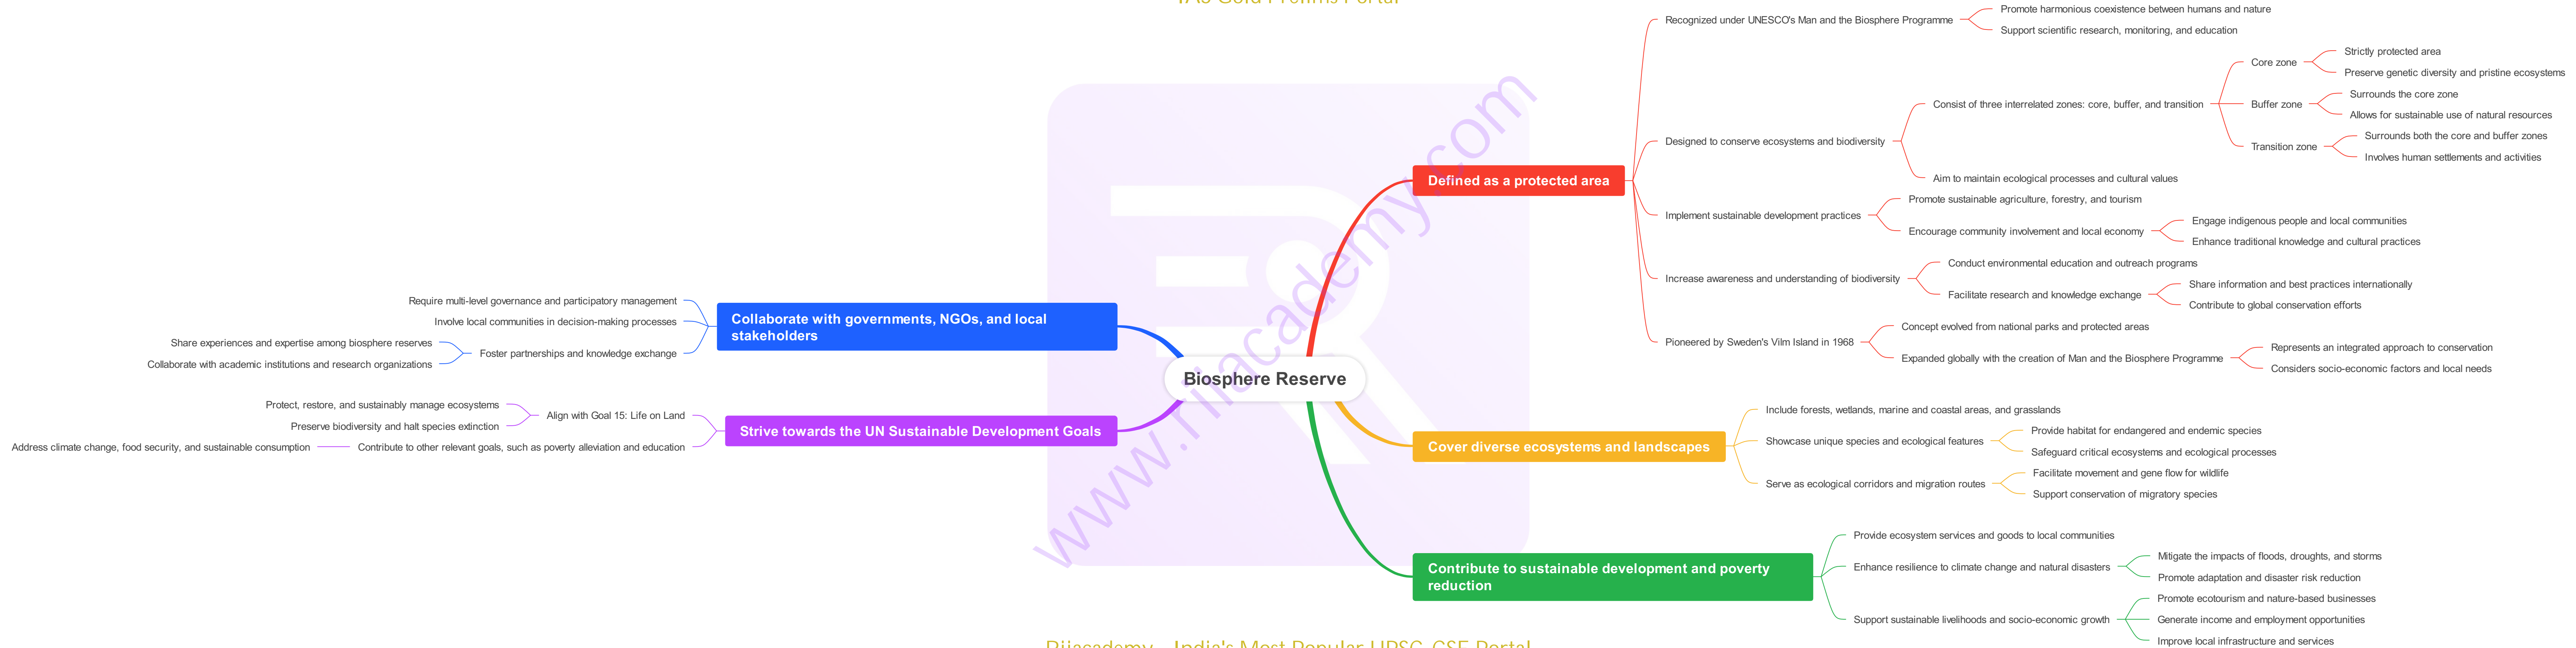 IAS Gold Prelims Portal
Biosphere Reserve
Defined as a protected area
Recognized under UNESCO's Man and the Biosphere Programme
Promote harmonious coexistence between humans and nature
Support scientific research, monitoring, and education
Designed to conserve ecosystems and biodiversity
Consist of three interrelated zones: core, buffer, and transition
Core zone
Strictly protected area
Preserve genetic diversity and pristine ecosystems
Buffer zone
Surrounds the core zone
Allows for sustainable use of natural resources
Transition zone
Surrounds both the core and buffer zones
Involves human settlements and activities
Aim to maintain ecological processes and cultural values
Implement sustainable development practices
Promote sustainable agriculture, forestry, and tourism
Encourage community involvement and local economy
Engage indigenous people and local communities
Enhance traditional knowledge and cultural practices
Increase awareness and understanding of biodiversity
Conduct environmental education and outreach programs
Facilitate research and knowledge exchange
Share information and best practices internationally
Contribute to global conservation efforts
Pioneered by Sweden's Vilm Island in 1968
Concept evolved from national parks and protected areas
Expanded globally with the creation of Man and the Biosphere Programme
Represents an integrated approach to conservation
Considers socio-economic factors and local needs
Cover diverse ecosystems and landscapes
Include forests, wetlands, marine and coastal areas, and grasslands
Showcase unique species and ecological features
Provide habitat for endangered and endemic species
Safeguard critical ecosystems and ecological processes
Serve as ecological corridors and migration routes
Facilitate movement and gene flow for wildlife
Support conservation of migratory species
Contribute to sustainable development and poverty
reduction
Provide ecosystem services and goods to local communities
Enhance resilience to climate change and natural disasters
Mitigate the impacts of floods, droughts, and storms
Promote adaptation and disaster risk reduction
Support sustainable livelihoods and socio-economic growth
Promote ecotourism and nature-based businesses
Generate income and employment opportunities
Improve local infrastructure and services
Collaborate with governments, NGOs, and local
stakeholders
Require multi-level governance and participatory management
Involve local communities in decision-making processes
Foster partnerships and knowledge exchange
Share experiences and expertise among biosphere reserves
Collaborate with academic institutions and research organizations
Strive towards the UN Sustainable Development Goals
Align with Goal 15: Life on Land
Protect, restore, and sustainably manage ecosystems
Preserve biodiversity and halt species extinction
Contribute to other relevant goals, such as poverty alleviation and education
Address climate change, food security, and sustainable consumption
www.rijacademy.com
Rijacademy - India's Most Popular UPSC-CSE Portal